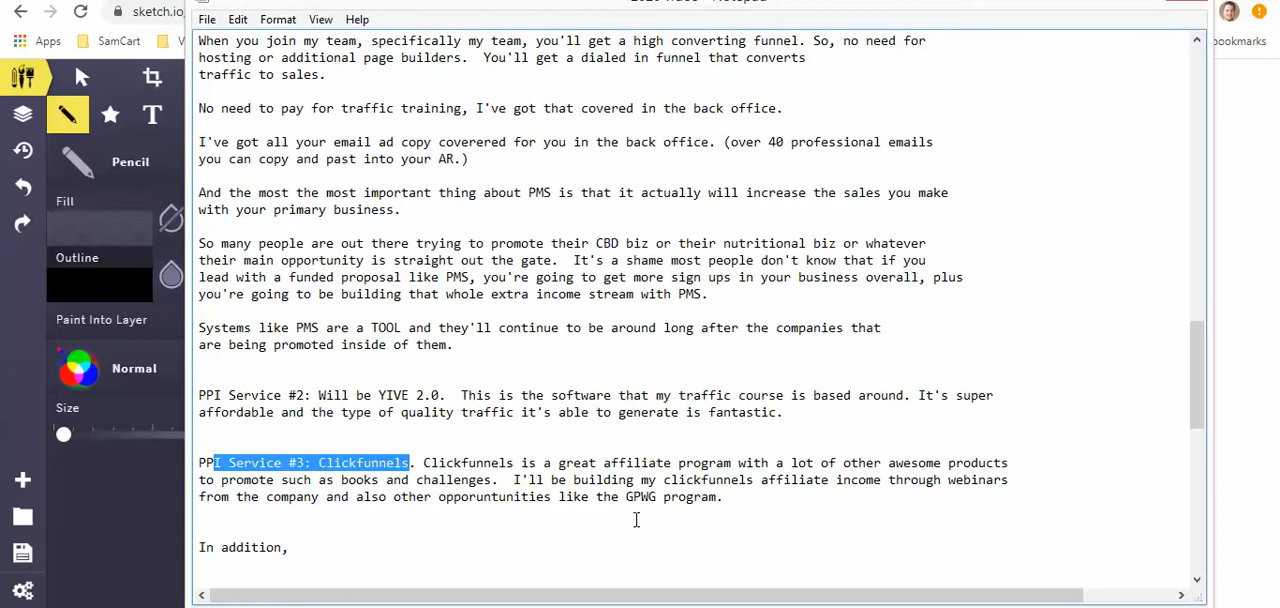 sketch.io
File Edit Format View Help
Apps SamCart
ookmarks
When you join my team, specifically my team, you'll get a high converting funnel. So, no need for
hosting or additional page builders. You'll get a dialed in funnel that converts
traffic to sales.
No need to pay for traffic training, I've got that covered in the back office.
I've got all your email ad copy coverered for you in the back office. (over 40 professional emails
you can copy and past into your AR.)
And the most the most important thing about PMS is that it actually will increase the sales you make
with your primary business.
So many people are out there trying to promote their CBD biz or their nutritional biz or whatever
their main opportunity is straight out the gate. It's a shame most people don't know that if you
lead with a funded proposal like PMS, you're going to get more sign ups in your business overall, plus
you're going to be building that whole extra income stream with PMS.
Systems like PMS are a TOOL and they'll continue to be around long after the companies that
are being promoted inside of them.
PPI Service #2: Will be YIVE 2.0. This is the software that my traffic course is based around. It's super
affordable and the type of quality traffic it's able to generate is fantastic.
PPI Service #3: Clickfunnels. Clickfunnels is a great affiliate program with a lot of other awesome products
to promote such as books and challenges. I'll be building my clickfunnels affiliate income through webinars
from the company and also other opporuntunities like the GPWG program.
In addition,
T
Pencil
Fill
Outline
Paint Into Layer
Normal
Size